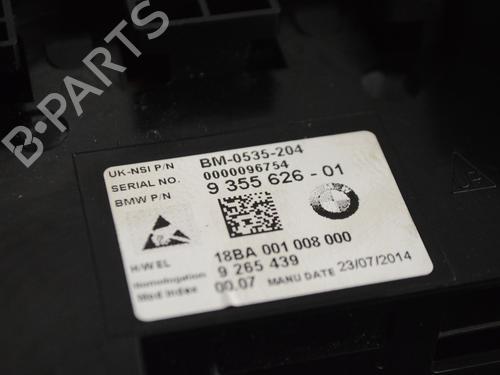 B-PARTS
UK-NSI P/N BM-0535-204
SERIAL NO. 0000096754
BMW P/N 9 355 626 - 01
H/W EL 18BA 001 008 000
Homologation 9 265 439
Mod Index 00.07 MANU DATE 23/07/2014